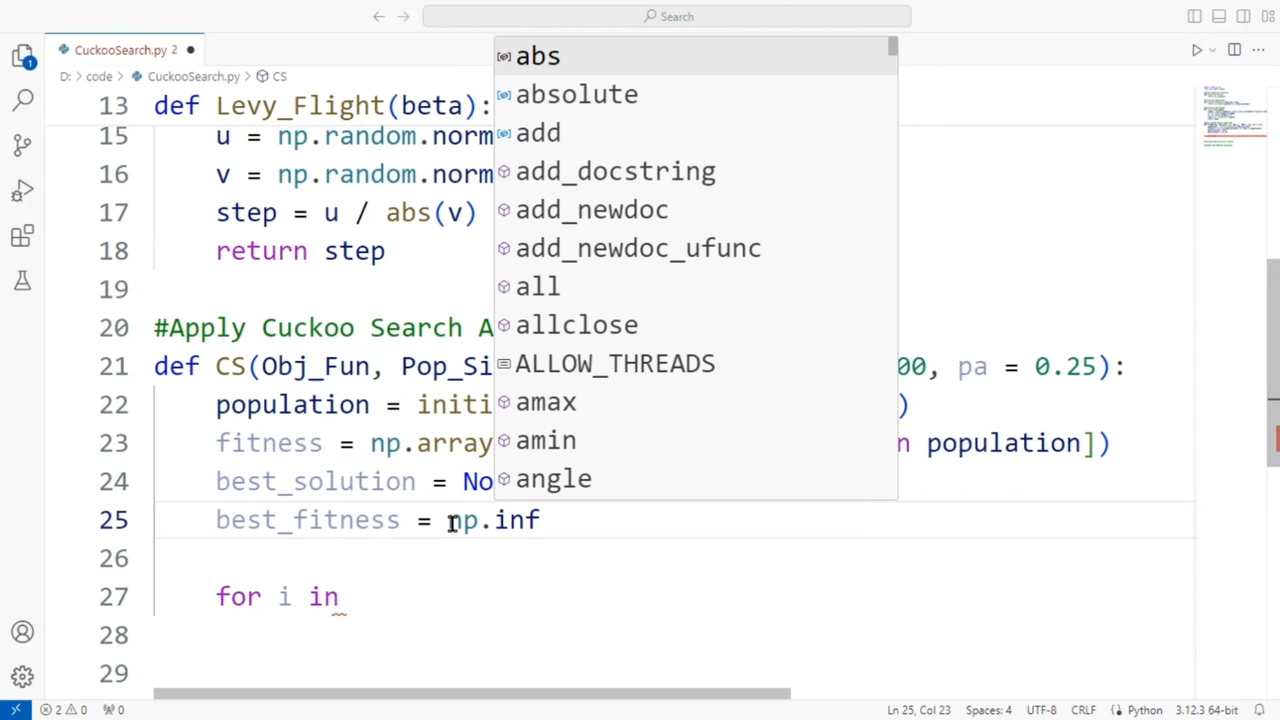 Search
CuckooSearch.py 2
D: > code > CuckooSearch.py > CS
13 def Levy_Flight(beta):
15 u = np.random.norm
16 v = np.random.norm
17 step = u / abs(v)
18 return step
19
20 #Apply Cuckoo Search A
21 def CS(Obj_Fun, Pop_Si 00, pa = 0.25):
22 population = initi )
23 fitness = np.array n population])
24 best_solution = No
25 best_fitness = np.inf
26
27 for i in
28
29
abs
absolute
add
add_docstring
add_newdoc
add_newdoc_ufunc
all
allclose
ALLOW_THREADS
amax
amin
angle
1
2 0 0
Ln 25, Col 23 Spaces: 4 UTF-8 CRLF Python 3.12.3 64-bit